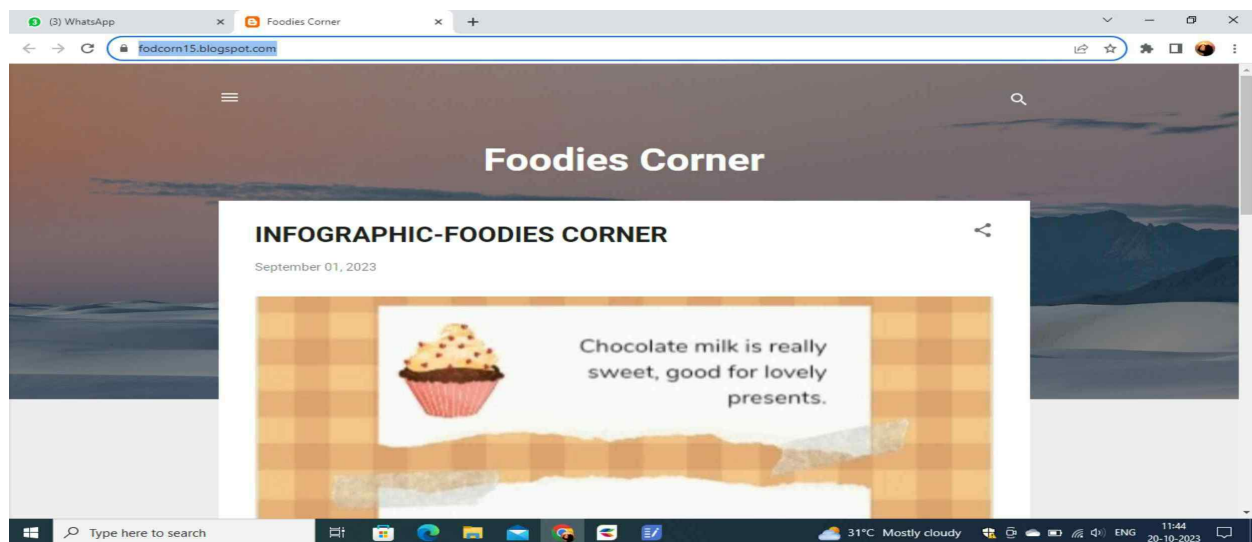 (3) WhatsApp
Foodies Corner
fodcorn15.blogspot.com
Foodies Corner
INFOGRAPHIC-FOODIES CORNER
September 01, 2023
Chocolate milk is really
sweet, good for lovely
presents.
Type here to search
31°C Mostly cloudy
ENG
11:44
20-10-2023